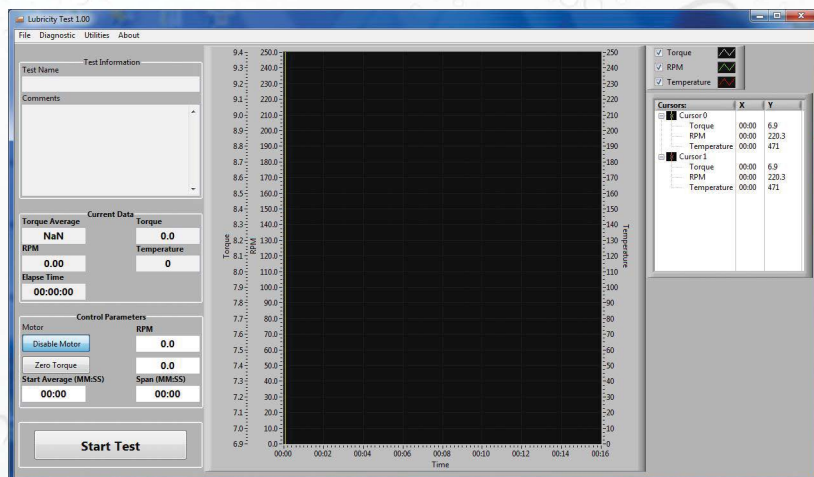 Lubricity Test 1.00
File Diagnostic Utilities About
Test Information
Test Name
Comments
Current Data
Torque Average Torque
NaN 0.0
RPM Temperature
0.00 0
Elapse Time
00:00:00
Control Parameters
Motor RPM
Disable Motor 0.0
Zero Torque 0.0
Start Average (MM:SS) Span (MM:SS)
00:00 00:00
Start Test
9.4 250.0 250
9.3 240.0 240
9.2 230.0 230
9.1 220.0 220
9.0 210.0 210
8.9 200.0 200
8.8 190.0 190
8.7 180.0 180
8.6 170.0 170
8.5 160.0 160
8.4 150.0 150
8.3 140.0 140
8.2 130.0 130
8.1 120.0 120
8.0 110.0 110
7.9 100.0 100
7.8 90.0 90
7.7 80.0 80
7.6 70.0 70
7.5 60.0 60
7.4 50.0 50
7.3 40.0 40
7.2 30.0 30
7.1 20.0 20
7.0 10.0 10
6.9 0.0 0
Torque
RPM
Temperature
00:00 00:02 00:04 00:06 00:08 00:10 00:12 00:14 00:16
Time
Torque
RPM
Temperature
Cursors: X Y
Cursor 0
Torque 00:00 6.9
RPM 00:00 220.3
Temperature 00:00 471
Cursor 1
Torque 00:00 6.9
RPM 00:00 220.3
Temperature 00:00 471